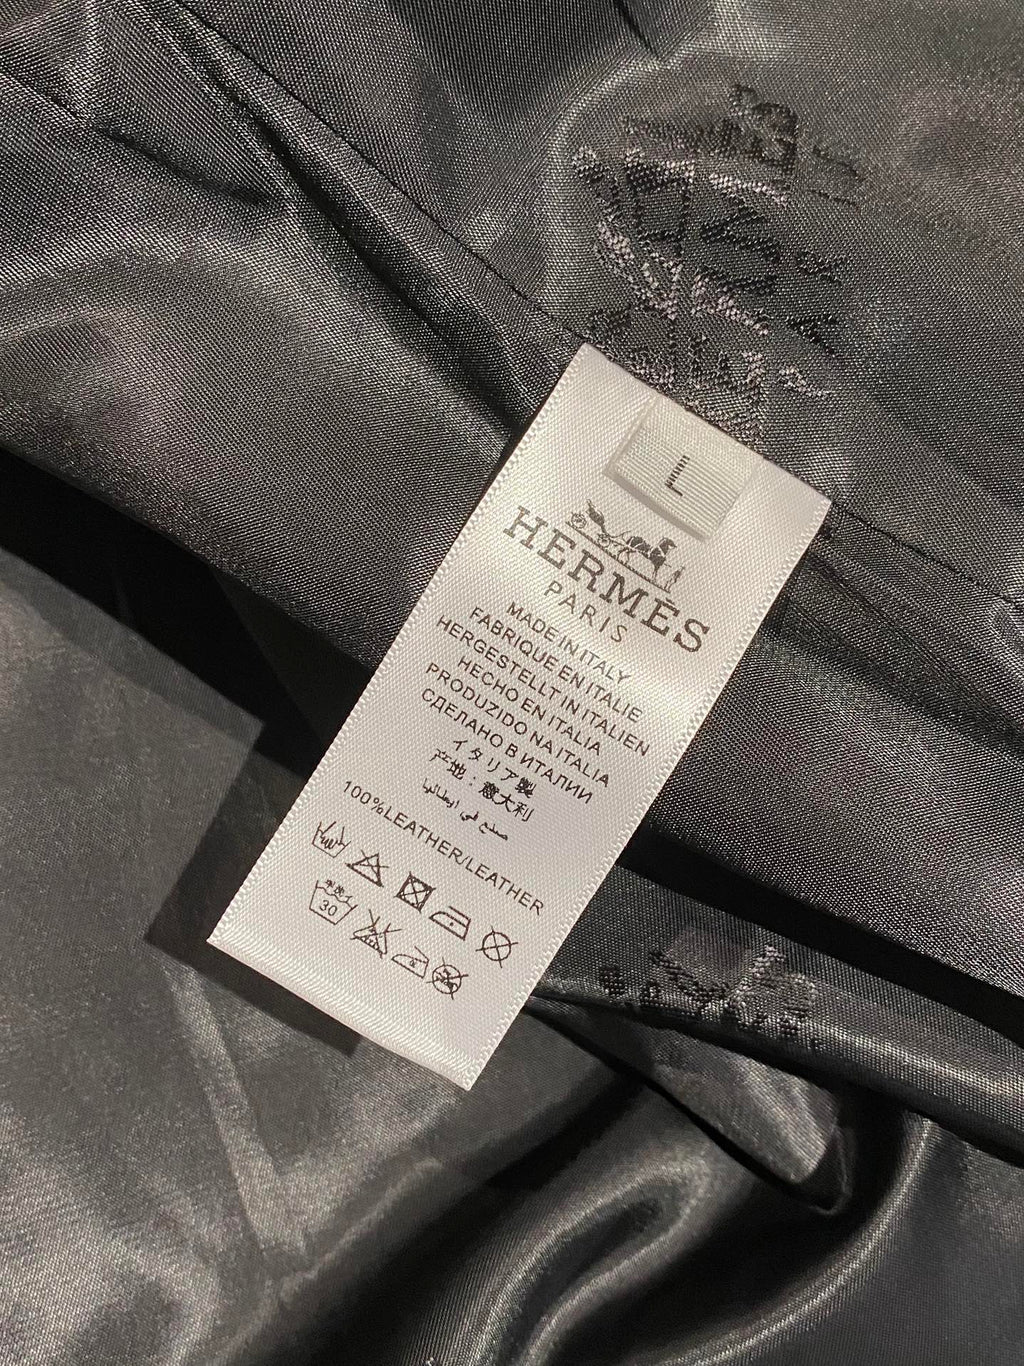 L
HERMÈS
PARIS
MADE IN ITALY
FABRIQUE EN ITALIE
HERGESTELLT IN ITALIEN
HECHO EN ITALIA
PRODUZIDO NA ITALIA
СДЕЛАНО В ИТАЛИИ
イタリア製
产地：意大利
صنع في إيطاليا
100%LEATHER/LEATHER
30